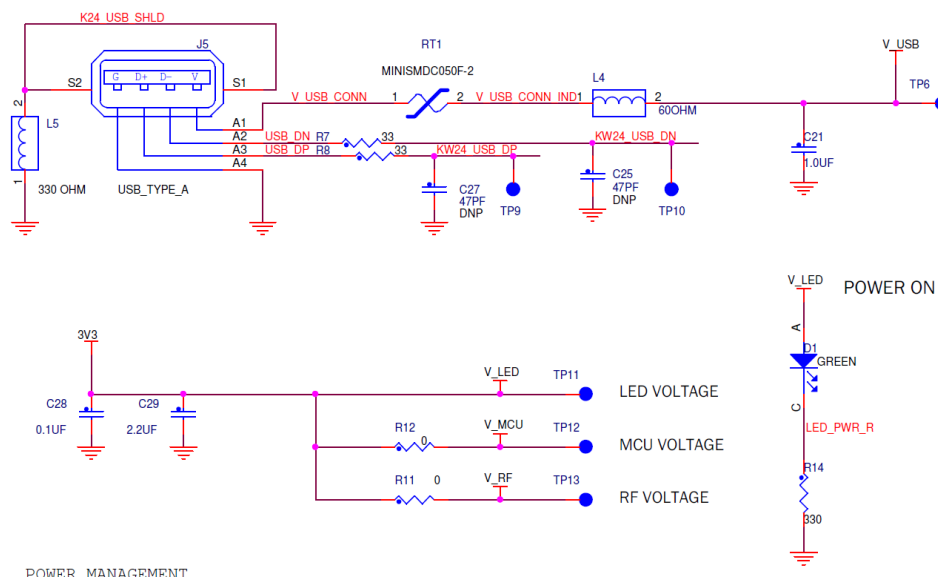 K24_USB_SHLD
J5
RT1
V_USB
MINISMDC050F-2
L4
TP6
S2
G D+ D- V
S1
V_USB_CONN
1
2
V_USB_CONN_IND
1
2
60OHM
2
L5
1
A1
A2
A3
A4
USB_DN
R7
33
KW24_USB_DN
USB_DP
R8
33
KW24_USB_DP
C21
1.0UF
330 OHM
USB_TYPE_A
C27
47PF
DNP
TP9
C25
47PF
DNP
TP10
V_LED
POWER ON
A
D1
GREEN
C
LED_PWR_R
R14
330
3V3
C28
0.1UF
C29
2.2UF
V_LED
TP11
LED VOLTAGE
R12
0
V_MCU
TP12
MCU VOLTAGE
R11
0
V_RF
TP13
RF VOLTAGE
POWER MANAGEMENT